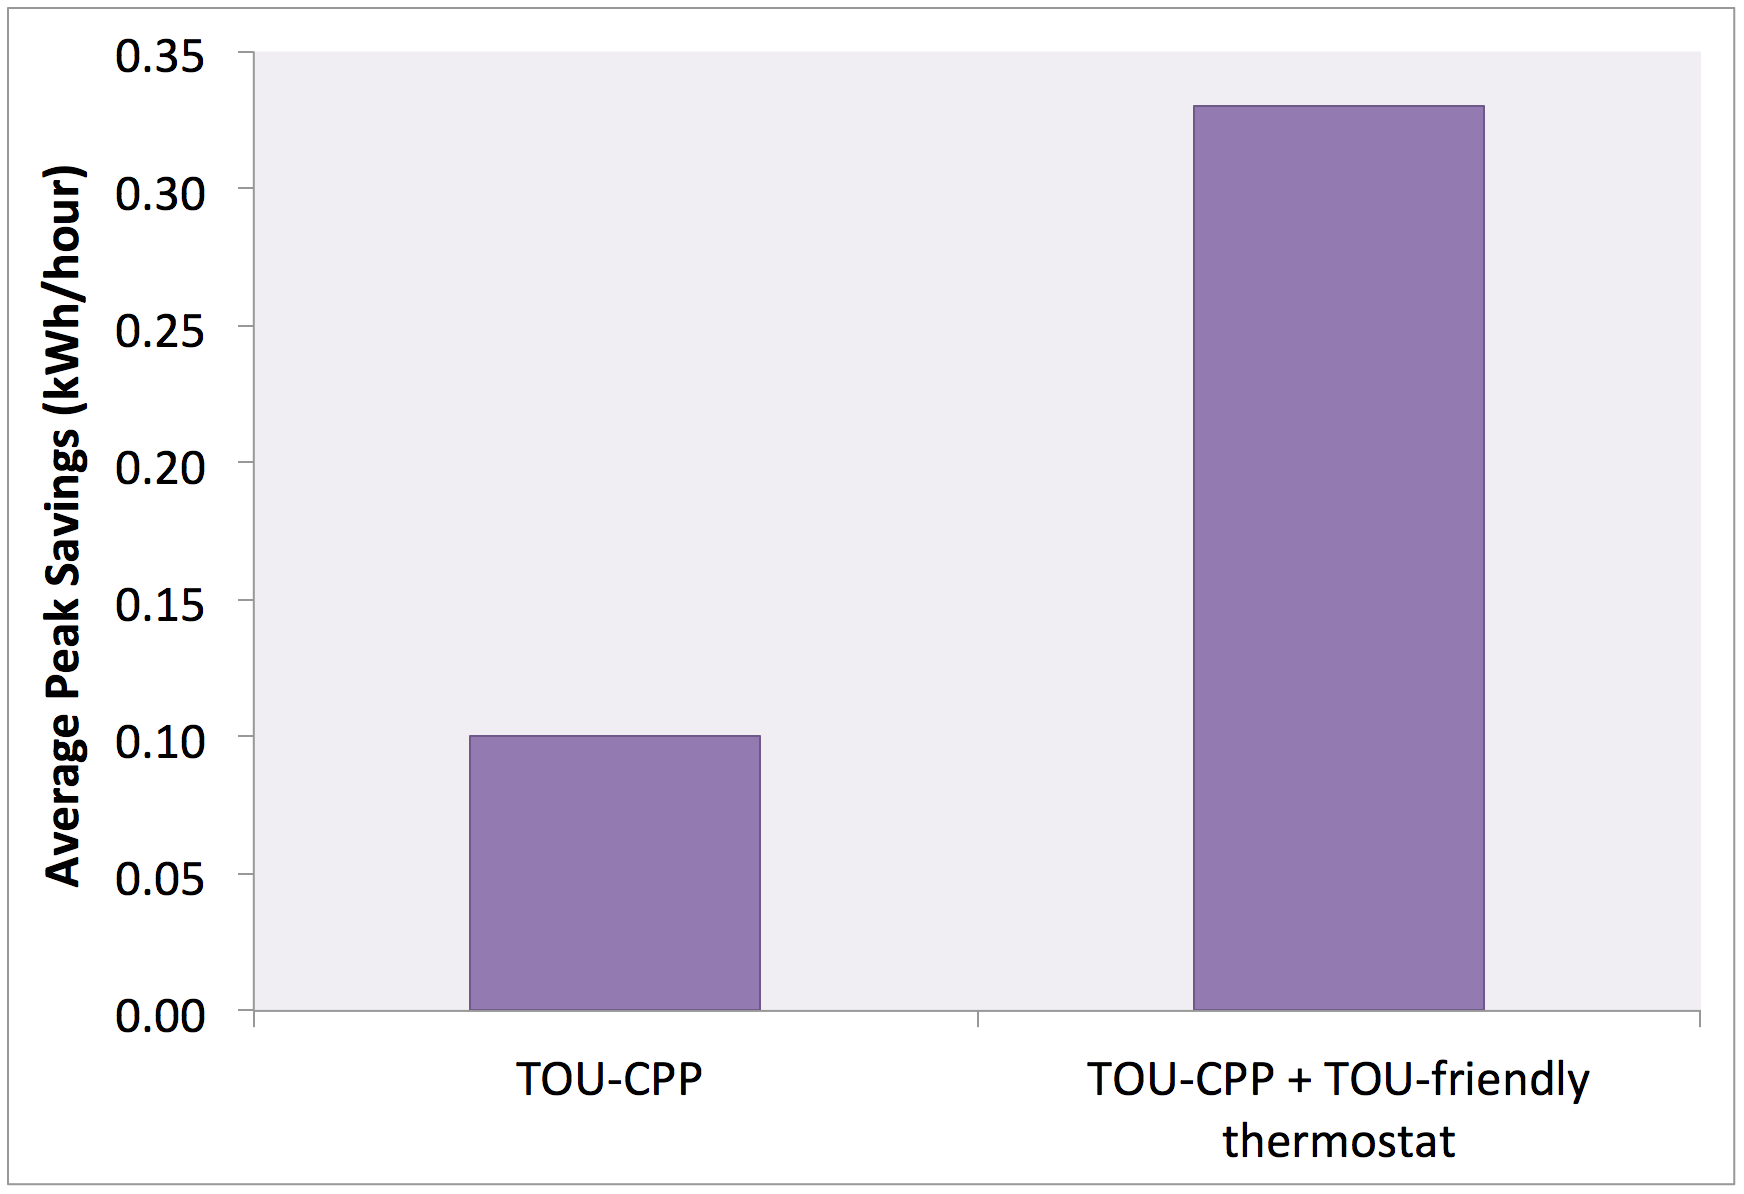 Average Peak Savings (kWh/hour)
0.35
0.30
0.25
0.20
0.15
0.10
0.05
0.00
TOU-CPP
TOU-CPP + TOU-friendly
thermostat